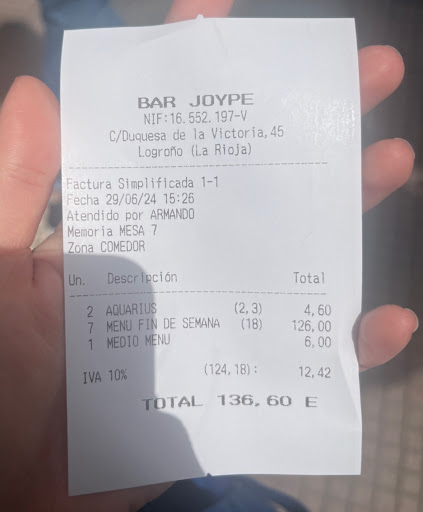 BAR JOYPE
NIF:16.552.197-V
C/Duquesa de la Victoria,45
Logroño (La Rioja)
Factura Simplificada 1-1
Fecha 29/06/24 15:26
Atendido por ARMANDO
Memoria MESA 7
Zona COMEDOR
Un. Descripción Total
2 AQUARIUS (2,3) 4,60
7 MENU FIN DE SEMANA (18) 126,00
1 MEDIO MENU 6,00
IVA 10% (124,18): 12,42
TOTAL 136,60 E